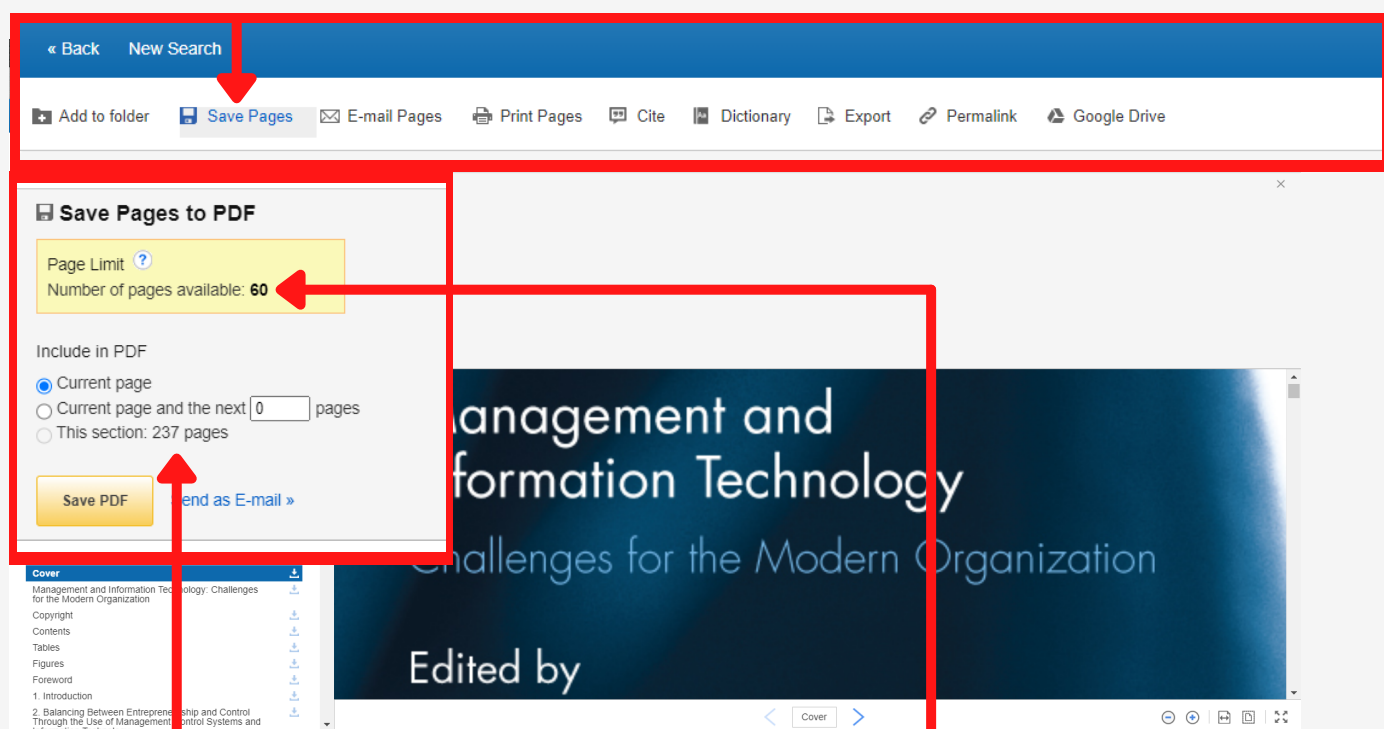 « Back New Search
Add to folder Save Pages E-mail Pages Print Pages Cite Dictionary Export Permalink Google Drive
Save Pages to PDF
Page Limit ?
Number of pages available: 60
Include in PDF
Current page
Current page and the next 0 pages
This section: 237 pages
Save PDF end as E-mail »
anagement and
formation Technology
Challenges for the Modern Organization
Edited by
Cover
Management and Information Technology: Challenges
for the Modern Organization
Copyright
Contents
Tables
Figures
Foreword
1. Introduction
2. Balancing Between Entrepreneurship and Control
Through the Use of Management Control Systems and
Cover